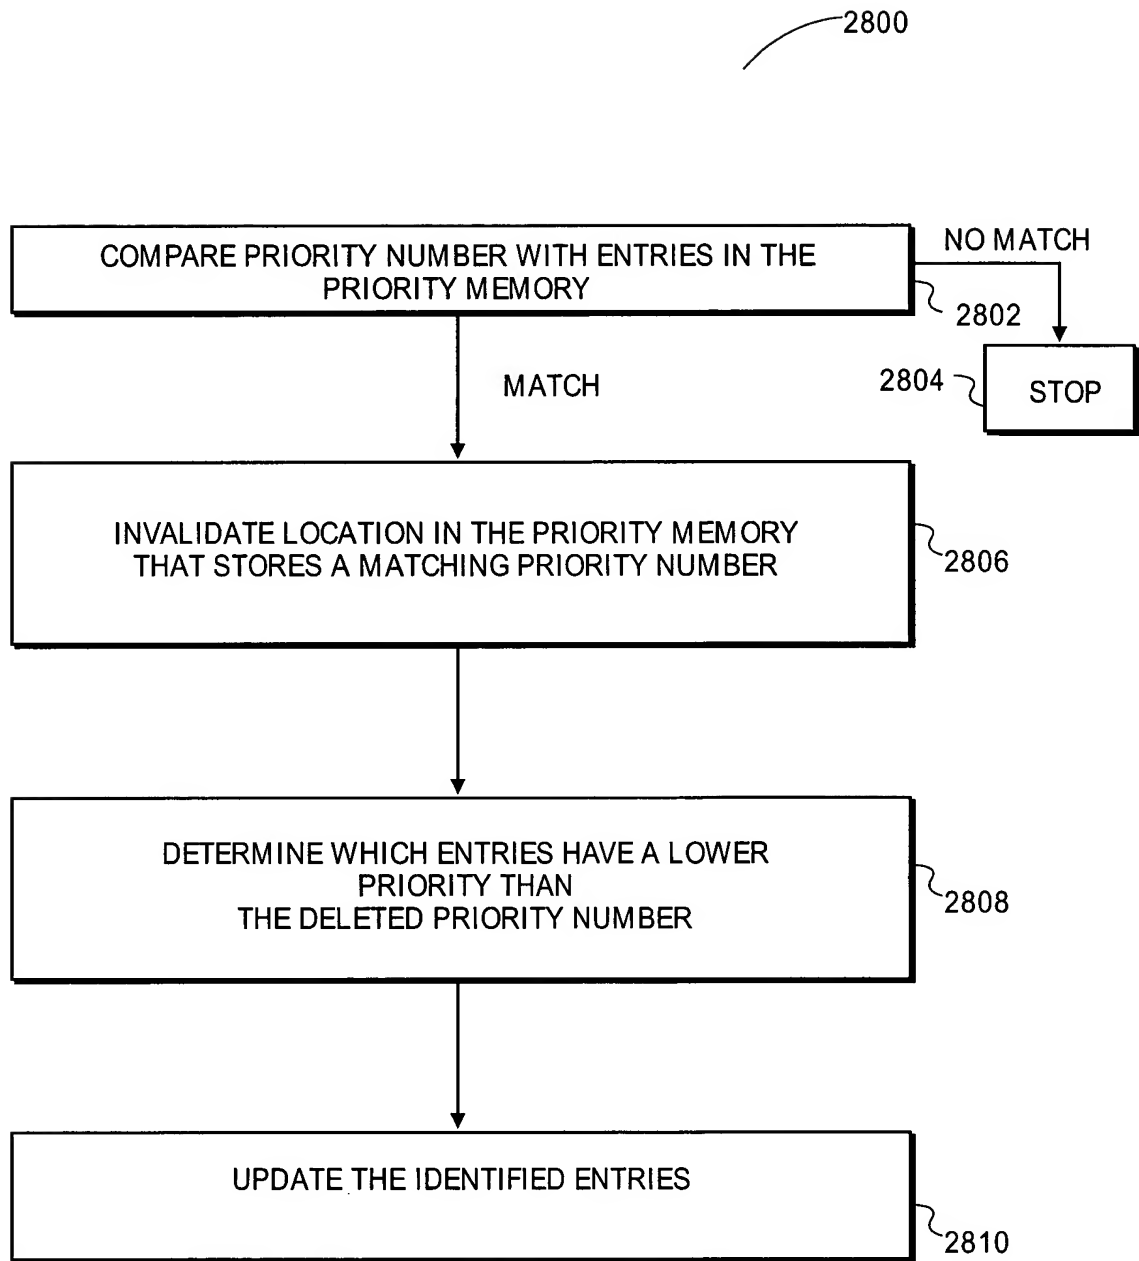 2800
COMPARE PRIORITY NUMBER WITH ENTRIES IN THE
PRIORITY MEMORY
NO MATCH
2802
2804
STOP
MATCH
INVALIDATE LOCATION IN THE PRIORITY MEMORY
THAT STORES A MATCHING PRIORITY NUMBER
2806
DETERMINE WHICH ENTRIES HAVE A LOWER
PRIORITY THAN
THE DELETED PRIORITY NUMBER
2808
UPDATE THE IDENTIFIED ENTRIES
2810